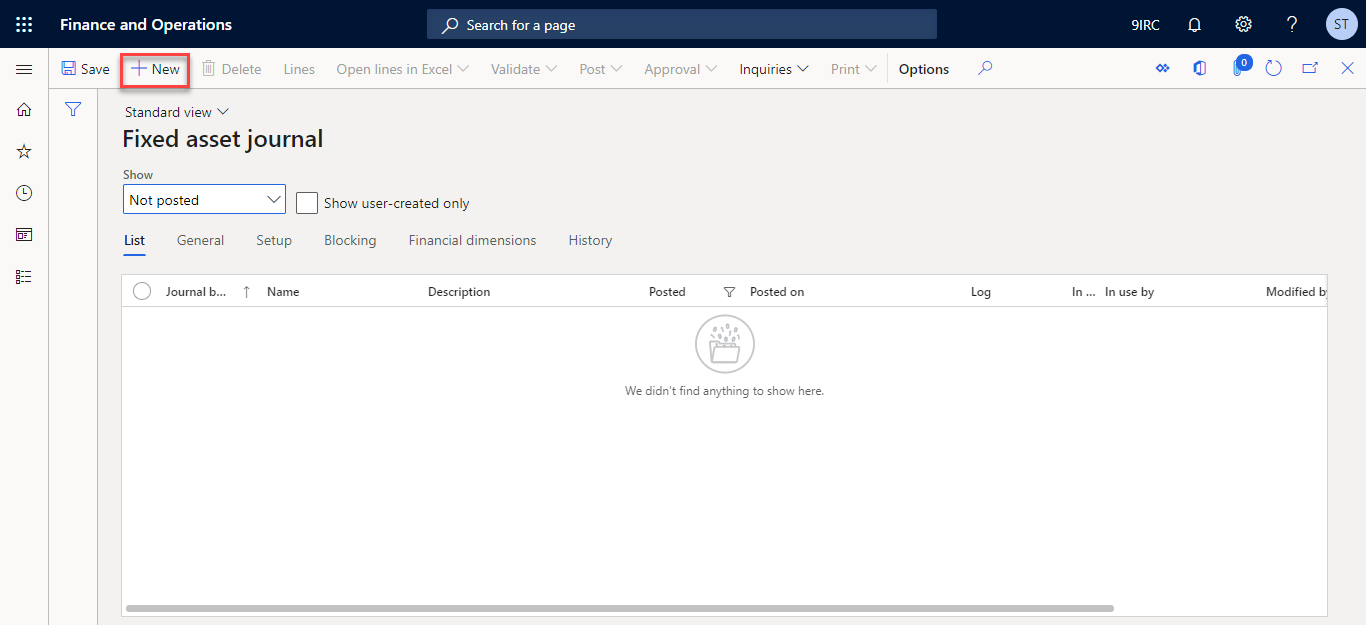 Finance and Operations Search for a page 9IRC ? ST
Save New Delete Lines Open lines in Excel Validate Post Approval Inquiries Print Options 0
Standard view
Fixed asset journal
Show
Not posted Show user-created only
List General Setup Blocking Financial dimensions History
Journal b... Name Description Posted Posted on Log In ... In use by Modified by
We didn't find anything to show here.